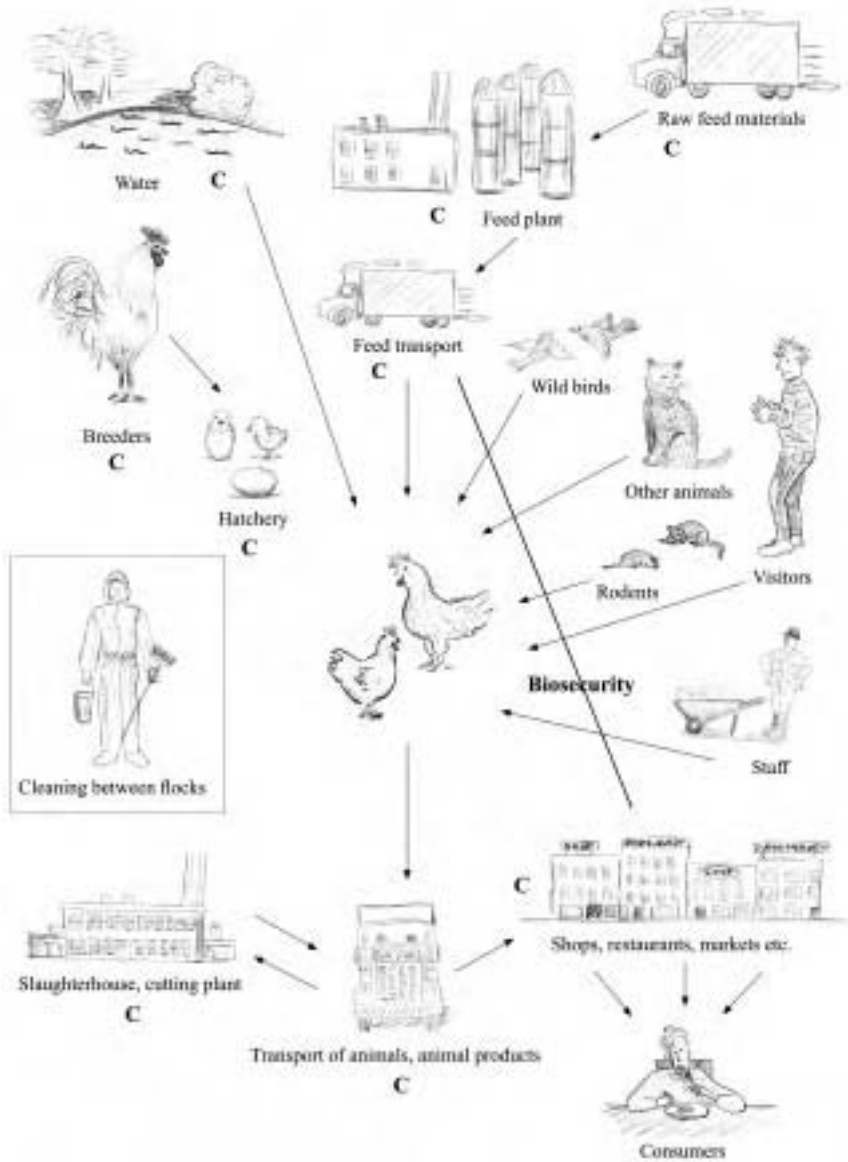 Raw feed materials
C
Water
C
C
Feed plant
Feed transport
C
Wild birds
Breeders
C
Other animals
Hatchery
C
Visitors
Rodents
Biosecurity
Staff
Cleaning between flocks
C
Shops, restaurants, markets etc.
Slaughterhouse, cutting plant
C
Transport of animals, animal products
C
Consumers